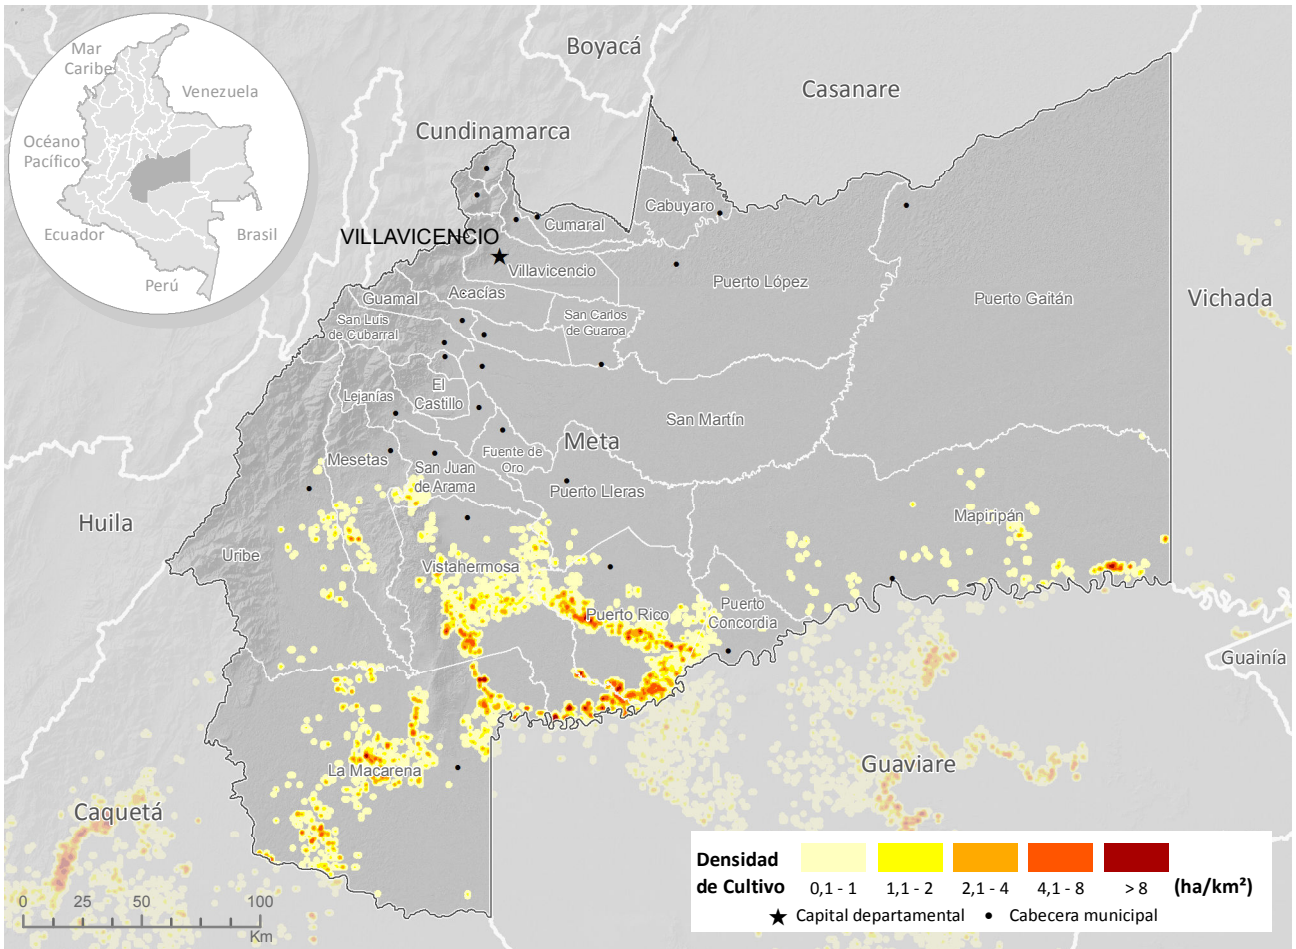 Boyacá
Mar
Caribe
Venezuela
Casanare
Cundinamarca
Océano
Pacífico
Cabuyaro
Cumaral
Ecuador
Brasil
VILLAVICENCIO
Villavicencio
Perú
Puerto López
Guamal
Acacías
Puerto Gaitán
Vichada
San Luis
de Cubarral
San Carlos
de Guaroa
Lejanías
El
Castillo
San Martín
Meta
Mesetas
San Juan
de Arama
Fuente de
Oro
Puerto Lleras
Huila
Mapiripán
Uribe
Vistahermosa
Puerto Rico
Puerto
Concordia
Guainía
La Macarena
Guaviare
Caquetá
Densidad
de Cultivo
0,1 - 1
1,1 - 2
2,1 - 4
4,1 - 8
> 8
(ha/km²)
Capital departamental
Cabecera municipal
0 25 50 100
Km